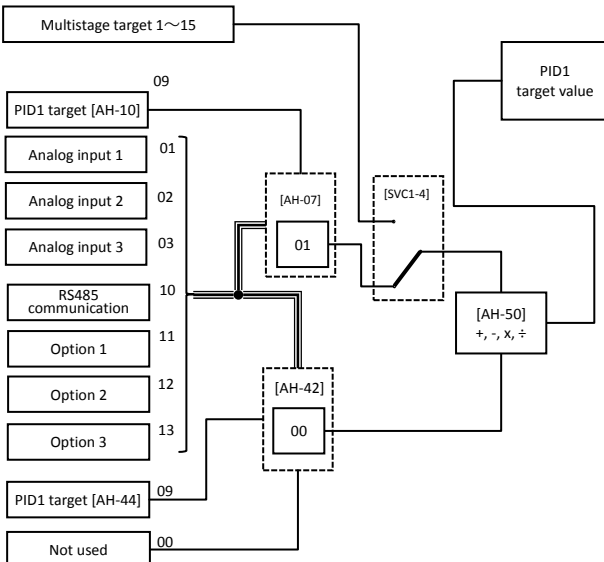 Multistage target 1～15
PID1
target value
09
PID1 target [AH-10]
Analog input 1
01
Analog input 2
02
Analog input 3
03
RS485
communication
10
Option 1
11
Option 2
12
Option 3
13
PID1 target [AH-44]
09
Not used
00
[AH-07]
01
[SVC1-4]
[AH-42]
00
[AH-50]
+, -, x, ÷